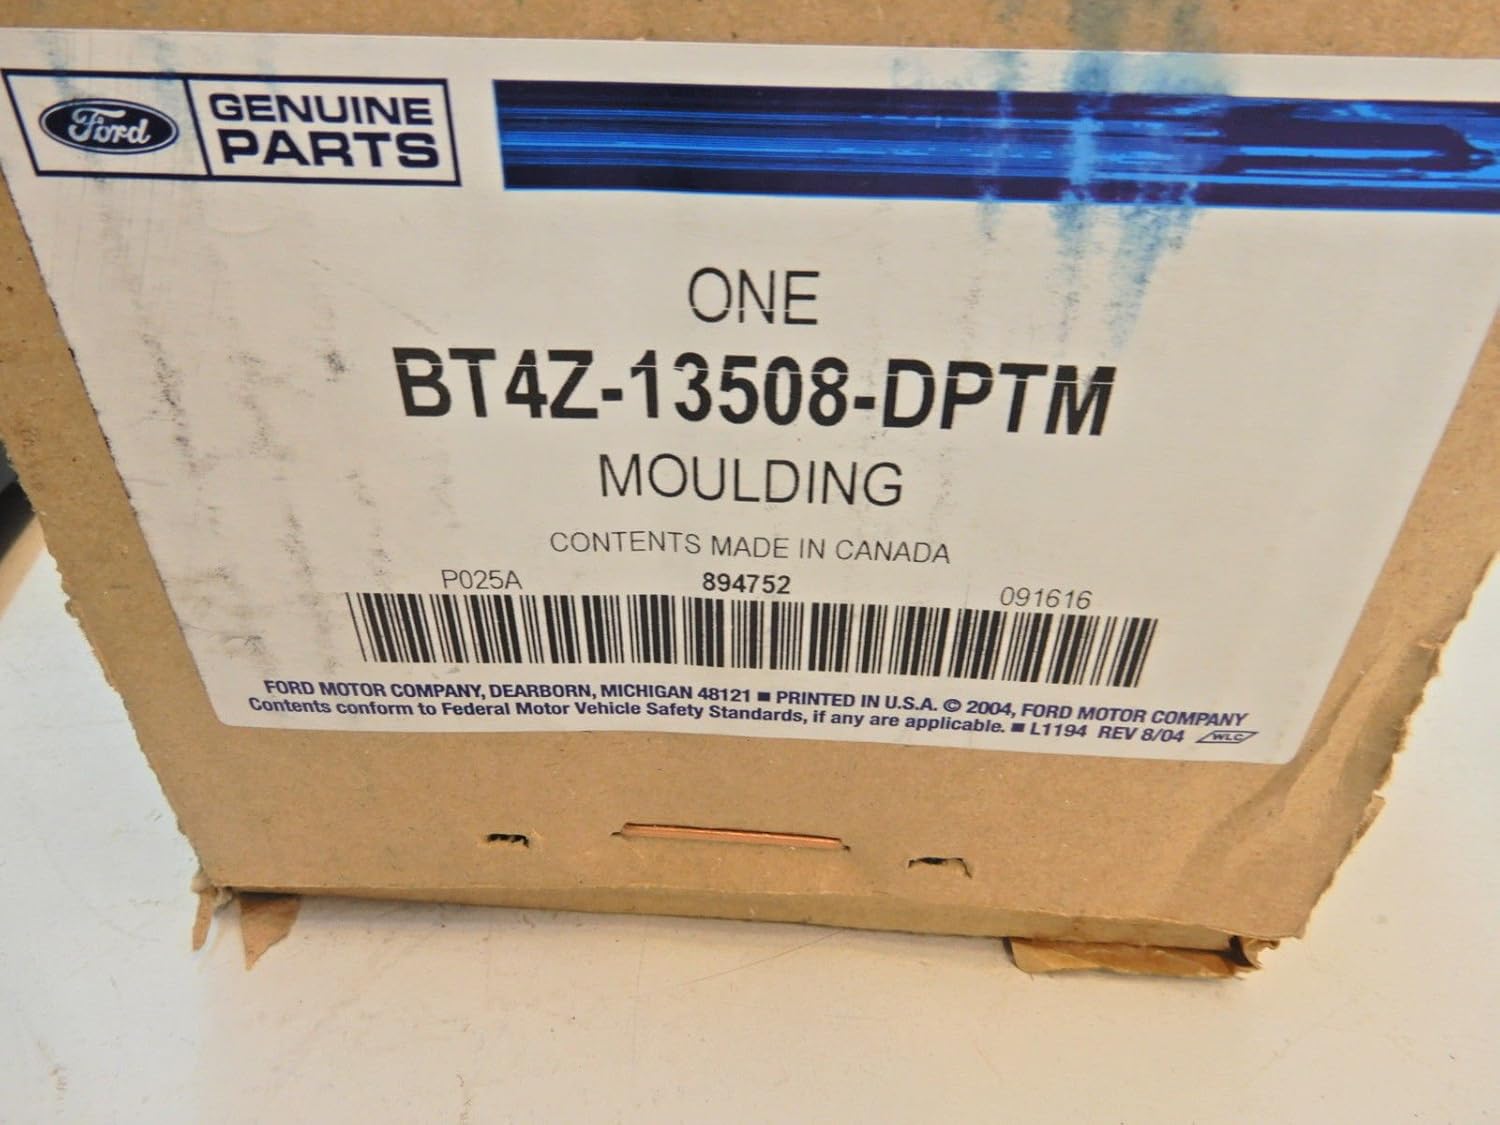 Ford GENUINE
PARTS
ONE
BT4Z-13508-DPTM
MOULDING
CONTENTS MADE IN CANADA
P025A 894752 091616
FORD MOTOR COMPANY, DEARBORN, MICHIGAN 48121 ■ PRINTED IN U.S.A. © 2004, FORD MOTOR COMPANY
Contents conform to Federal Motor Vehicle Safety Standards, if any are applicable. ■ L1194 REV 8/04 WLC